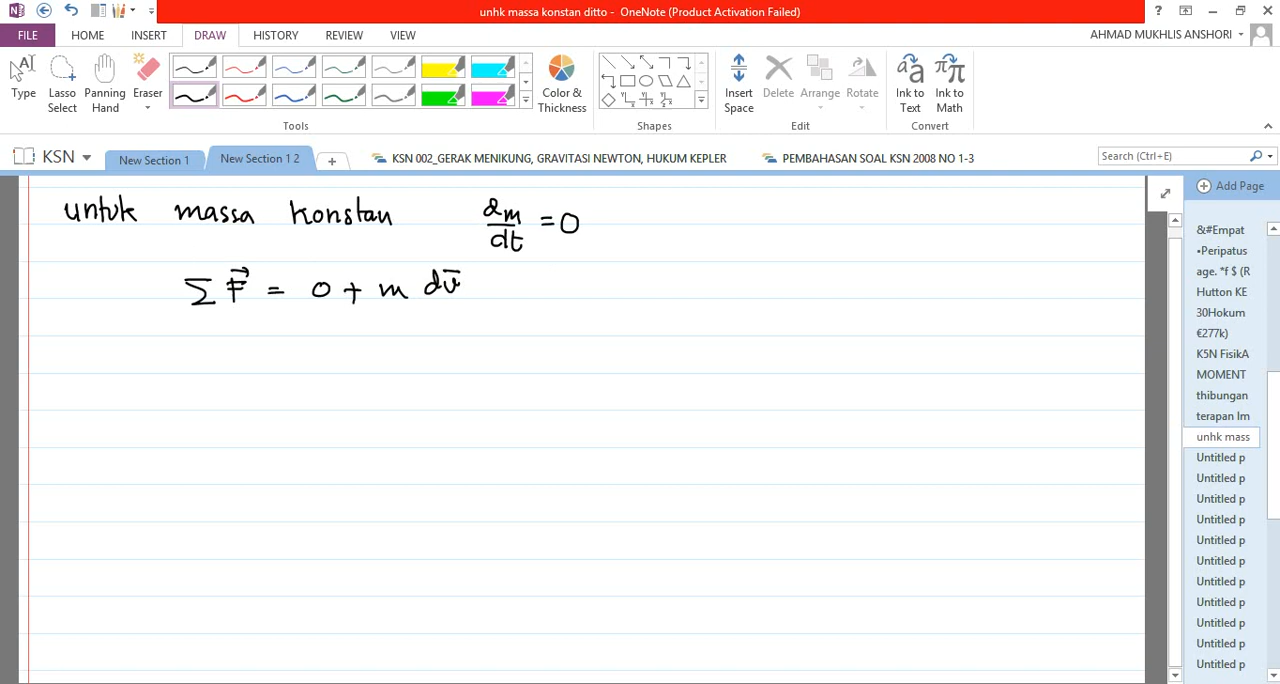 unhk massa konstan ditto - OneNote (Product Activation Failed)
FILE HOME INSERT DRAW HISTORY REVIEW VIEW
AHMAD MUKHLIS ANSHORI
Type
Lasso Select
Panning Hand
Eraser
Color & Thickness
Insert Space
Delete
Arrange
Rotate
Ink to Text
Ink to Math
Tools
Shapes
Edit
Convert
KSN
New Section 1
New Section 1 2
KSN 002_GERAK MENIKUNG, GRAVITASI NEWTON, HUKUM KEPLER
PEMBAHASAN SOAL KSN 2008 NO 1-3
Search (Ctrl+E)
Add Page
untuk massa konstan dm/dt = 0
Σ F⃗ = 0 + m dv̅
&#Empat
•Peripatus
age. *f $ (R
Hutton KE
30Hokum
€277k)
K5N FisikA
MOMENT
thibungan
terapan Im
unhk mass
Untitled p
Untitled p
Untitled p
Untitled p
Untitled p
Untitled p
Untitled p
Untitled p
Untitled p
Untitled p
Untitled p